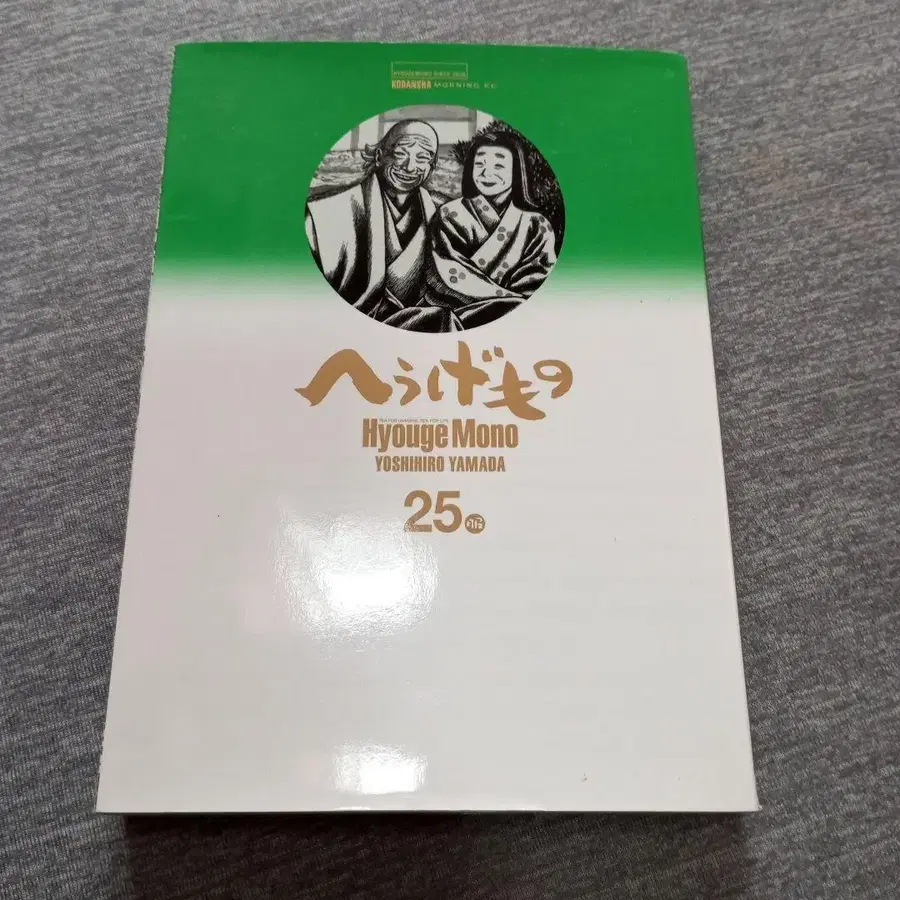 KODANSHA MORNING KC
へうげもの
Hyouge Mono
YOSHIHIRO YAMADA
25